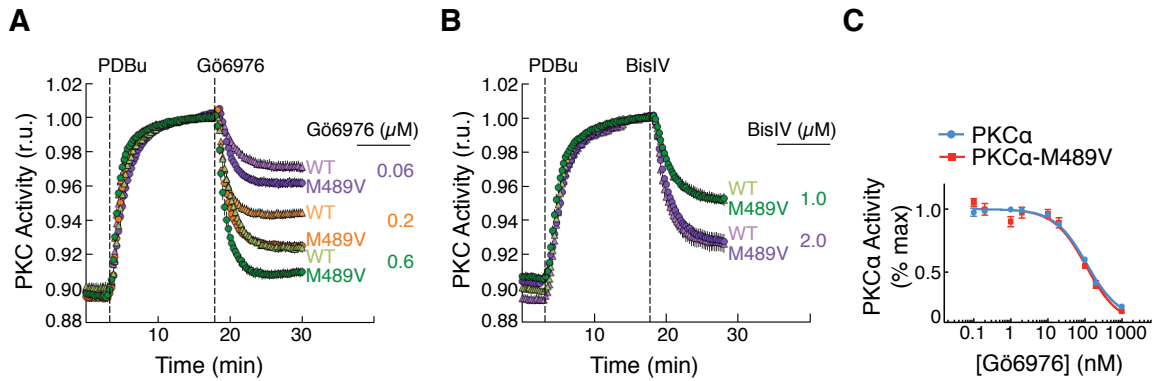 A
PDBu
Gö6976
PKC Activity (r.u.)
1.02
1.00
0.98
0.96
0.94
0.92
0.90
0.88
10
20
30
Time (min)
Gö6976 (µM)
WT
M489V
0.06
WT
M489V
0.2
WT
M489V
0.6
B
PDBu
BisIV
PKC Activity (r.u.)
1.02
1.00
0.98
0.96
0.94
0.92
0.90
0.88
10
20
30
Time (min)
BisIV (µM)
WT
M489V
1.0
WT
M489V
2.0
C
PKCα
PKCα-M489V
PKCα Activity
(% max)
1.0
0.5
0
0.1
1
10
100
1000
[Gö6976] (nM)